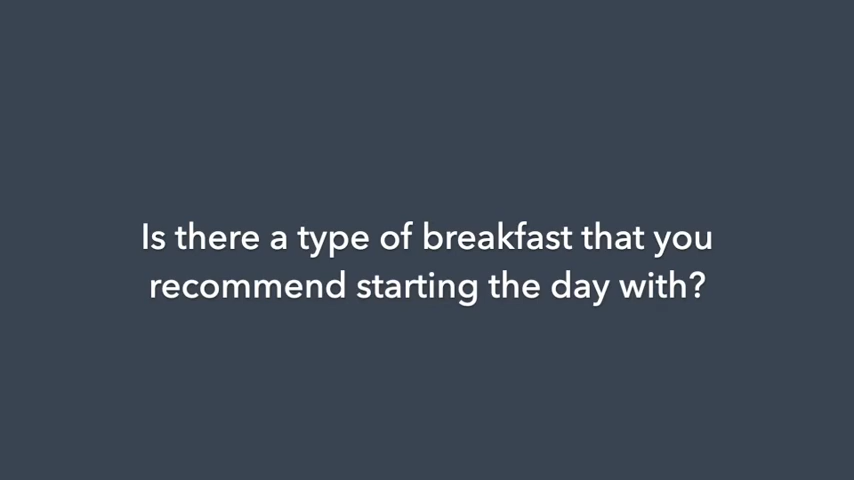 Is there a type of breakfast that you
recommend starting the day with?